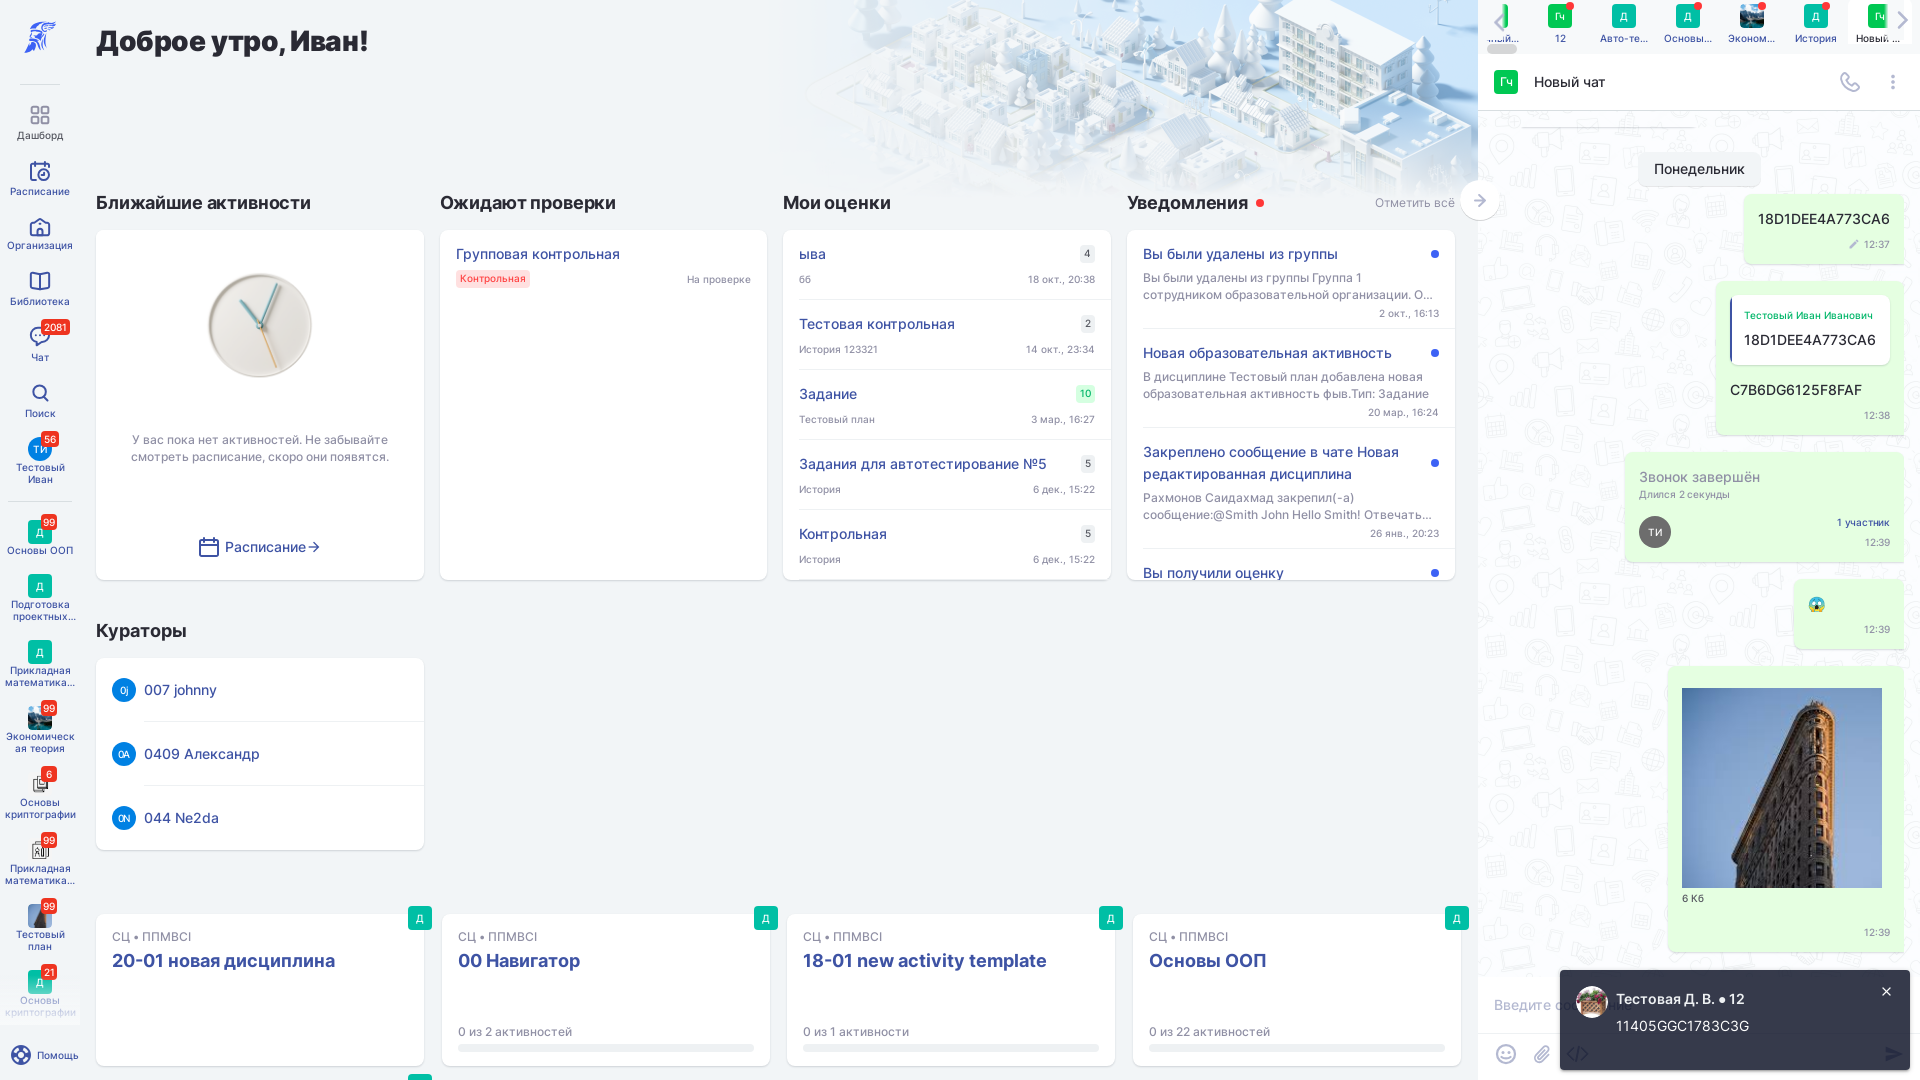 Дашборд
Расписание
Организация
Библиотека
2081
Чат
Поиск
ТИ
56
Тестовый
Иван
Д
99
Основы ООП
Д
Подготовка
проектных...
Д
Прикладная
математика...
99
Экономическ
ая теория
6
Основы
криптографии
99
Прикладная
математика...
99
Тестовый
план
Д
21
Основы
криптографии
Помощь
Доброе утро, Иван!
Ближайшие активности
У вас пока нет активностей. Не забывайте
смотреть расписание, скоро они появятся.
Расписание
Ожидают проверки
Групповая контрольная
Контрольная
На проверке
Мои оценки
ыва
4
бб
18 окт., 20:38
Тестовая контрольная
2
История 123321
14 окт., 23:34
Задание
10
Тестовый план
3 мар., 16:27
Задания для автотестирование №5
5
История
6 дек., 15:22
Контрольная
5
История
6 дек., 15:22
Уведомления
Отметить всё
Вы были удалены из группы
Вы были удалены из группы Группа 1
сотрудником образовательной организации. О...
2 окт., 16:13
Новая образовательная активность
В дисциплине Тестовый план добавлена новая
образовательная активность фыв.Тип: Задание
20 мар., 16:24
Закреплено сообщение в чате Новая
редактированная дисциплина
Рахмонов Саидахмад закрепил(-а)
сообщение:@Smith John Hello Smith! Отвечать...
26 янв., 20:23
Вы получили оценку
Кураторы
0j
007 johnny
0А
0409 Александр
0N
044 Ne2da
Д
СЦ • ППМВСІ
20-01 новая дисциплина
Д
СЦ • ППМВСІ
00 Навигатор
0 из 2 активностей
Д
СЦ • ППМВСІ
18-01 new activity template
0 из 1 активности
Д
СЦ • ППМВСІ
Основы ООП
0 из 22 активностей
Гч
12
Д
Авто-те...
Д
Основы...
Эконом...
Д
История
Гч
Новый ...
Гч
Новый чат
Понедельник
18D1DEE4A773CA6
12:37
Тестовый Иван Иванович
18D1DEE4A773CA6
C7B6DG6125F8FAF
12:38
Звонок завершён
Длился 2 секунды
ТИ
1 участник
12:39
12:39
6 Кб
12:39
Введите
Тестовая Д. В. ● 12
11405GGC1783C3G